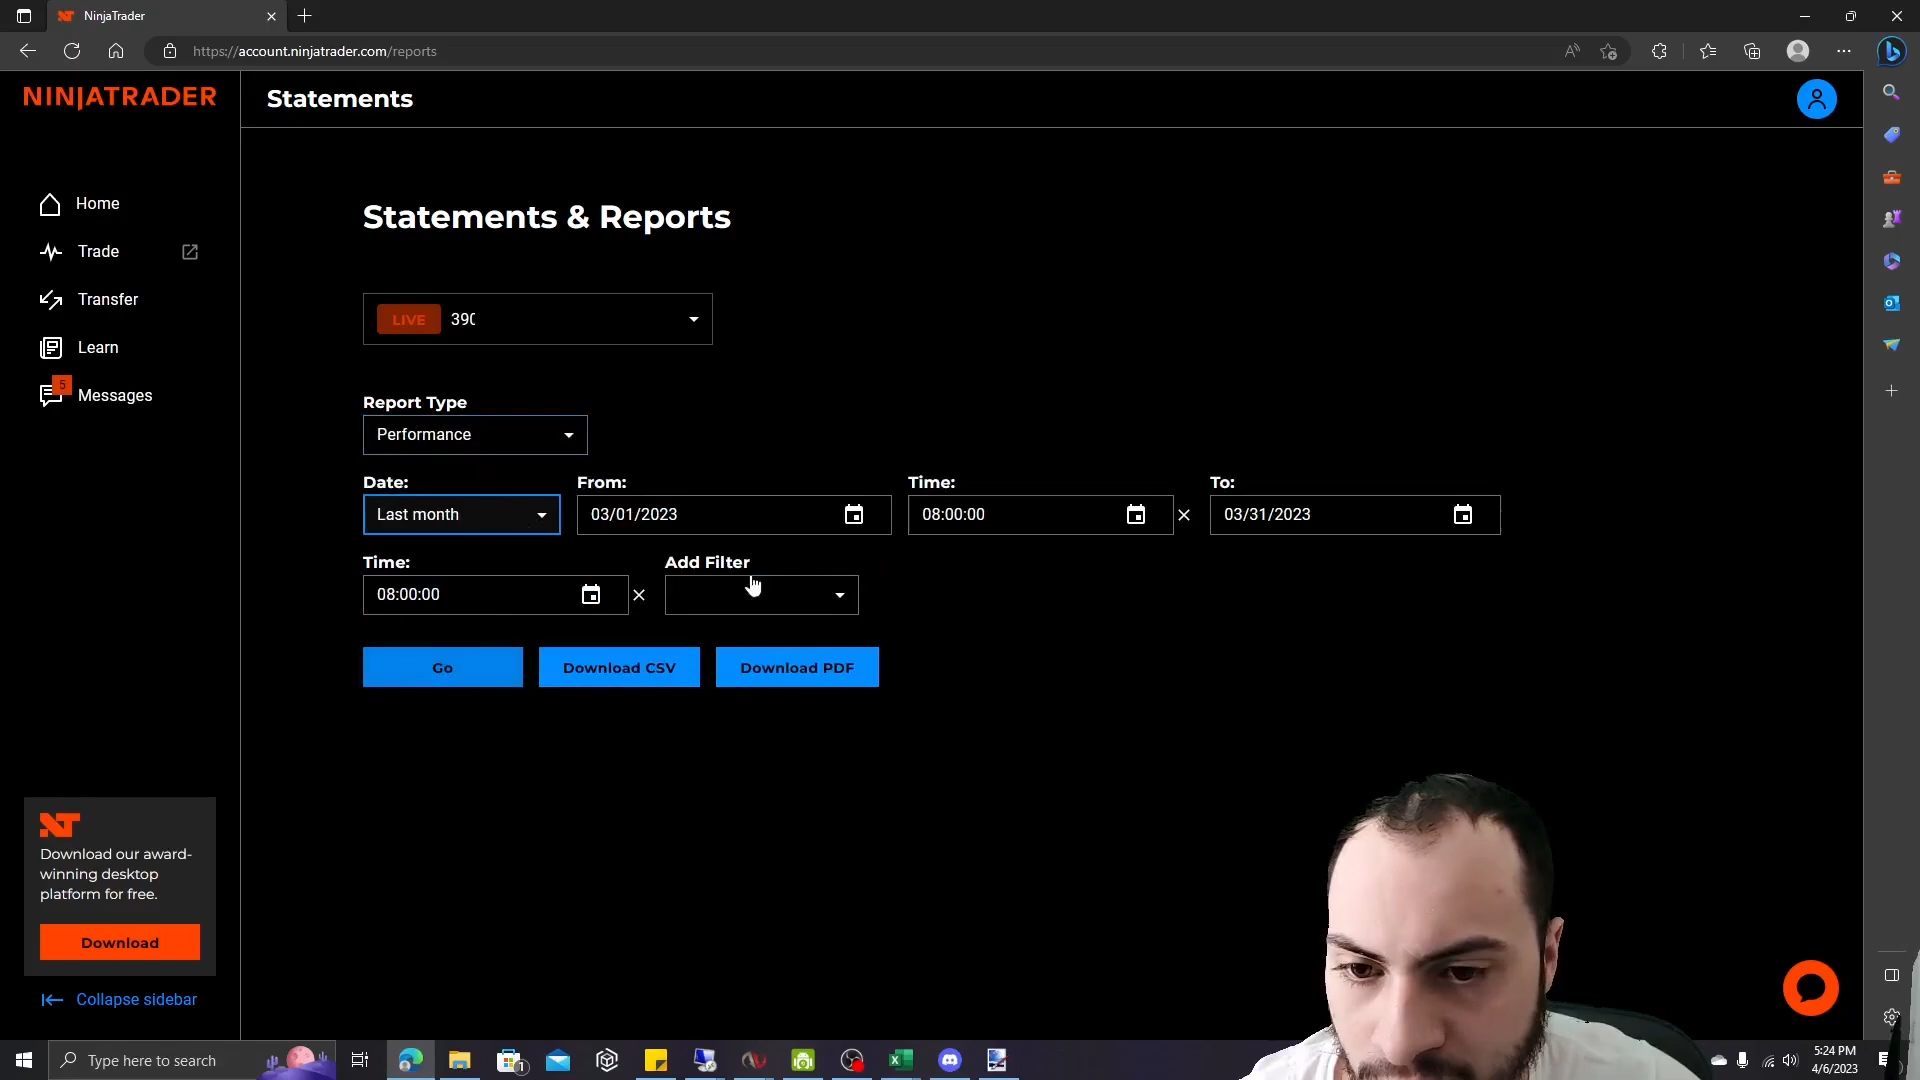 NinjaTrader
https://account.ninjatrader.com/reports
NINJATRADER
Statements
Home
Trade
Transfer
Learn
5
Messages
Statements & Reports
LIVE 390
Report Type
Performance
Date: From: Time: To:
Last month 03/01/2023 08:00:00 03/31/2023
Time: Add Filter
08:00:00
Go Download CSV Download PDF
NT
Download our award-
winning desktop
platform for free.
Download
Collapse sidebar
Type here to search
1
5:24 PM
4/6/2023